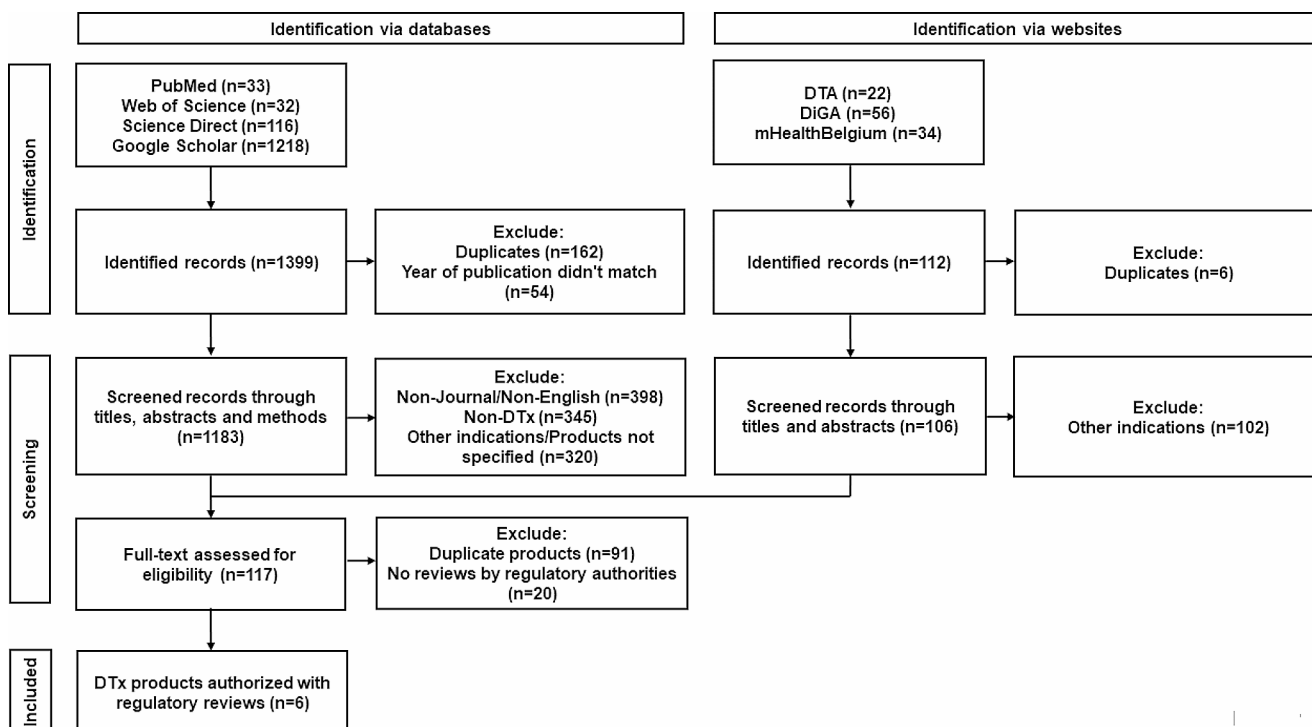 Identification via databases
Identification via websites
Identification
PubMed (n=33)
Web of Science (n=32)
Science Direct (n=116)
Google Scholar (n=1218)
DTA (n=22)
DiGA (n=56)
mHealthBelgium (n=34)
Identified records (n=1399)
Exclude:
Duplicates (n=162)
Year of publication didn't match
(n=54)
Identified records (n=112)
Exclude:
Duplicates (n=6)
Screening
Screened records through
titles, abstracts and methods
(n=1183)
Exclude:
Non-Journal/Non-English (n=398)
Non-DTx (n=345)
Other indications/Products not
specified (n=320)
Screened records through
titles and abstracts (n=106)
Exclude:
Other indications (n=102)
Full-text assessed for
eligibility (n=117)
Exclude:
Duplicate products (n=91)
No reviews by regulatory authorities
(n=20)
Included
DTx products authorized with
regulatory reviews (n=6)